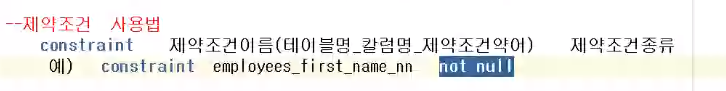 --제약조건 사용법
constraint 제약조건이름(테이블명_칼럼명_제약조건약어) 제약조건종류
예) constraint employees_first_name_nn not null